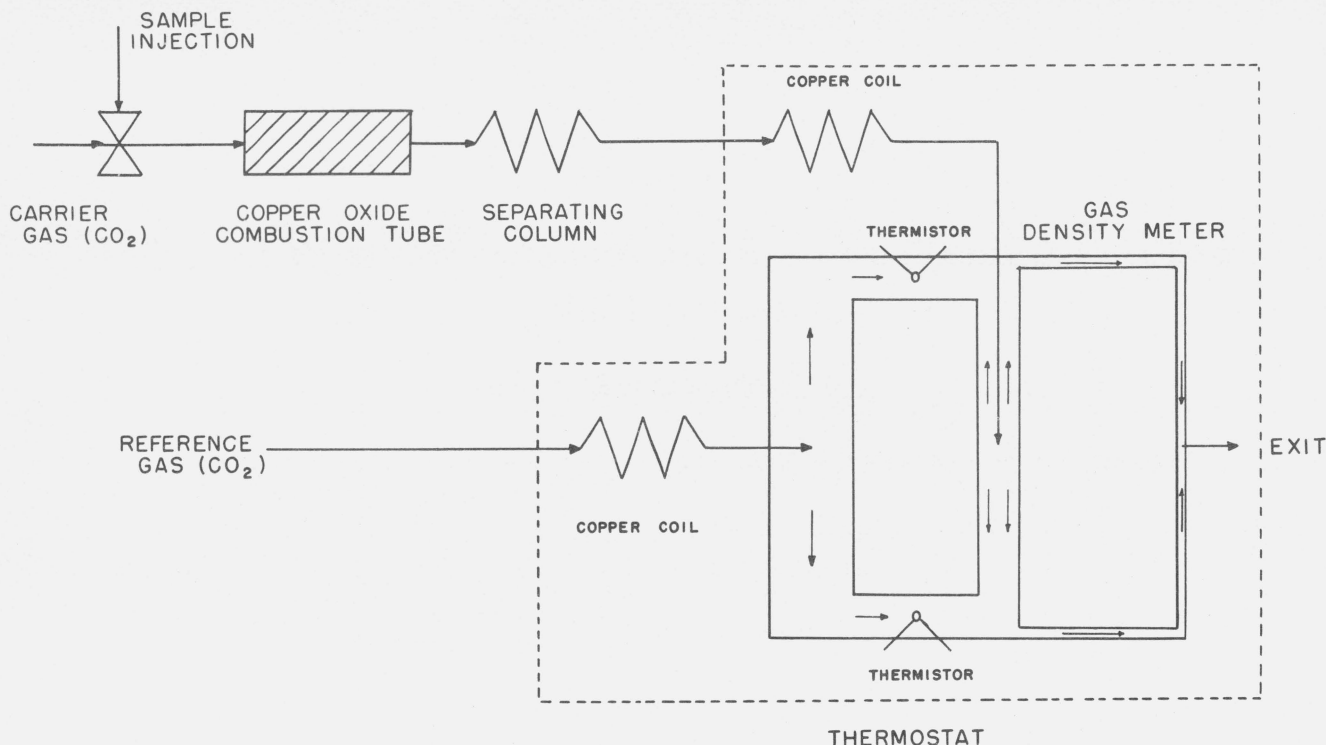 SAMPLE
INJECTION
COPPER COIL
CARRIER
GAS (CO₂)
COPPER OXIDE
COMBUSTION TUBE
SEPARATING
COLUMN
GAS
DENSITY METER
THERMISTOR
REFERENCE
GAS (CO₂)
EXIT
COPPER COIL
THERMISTOR
THERMOSTAT